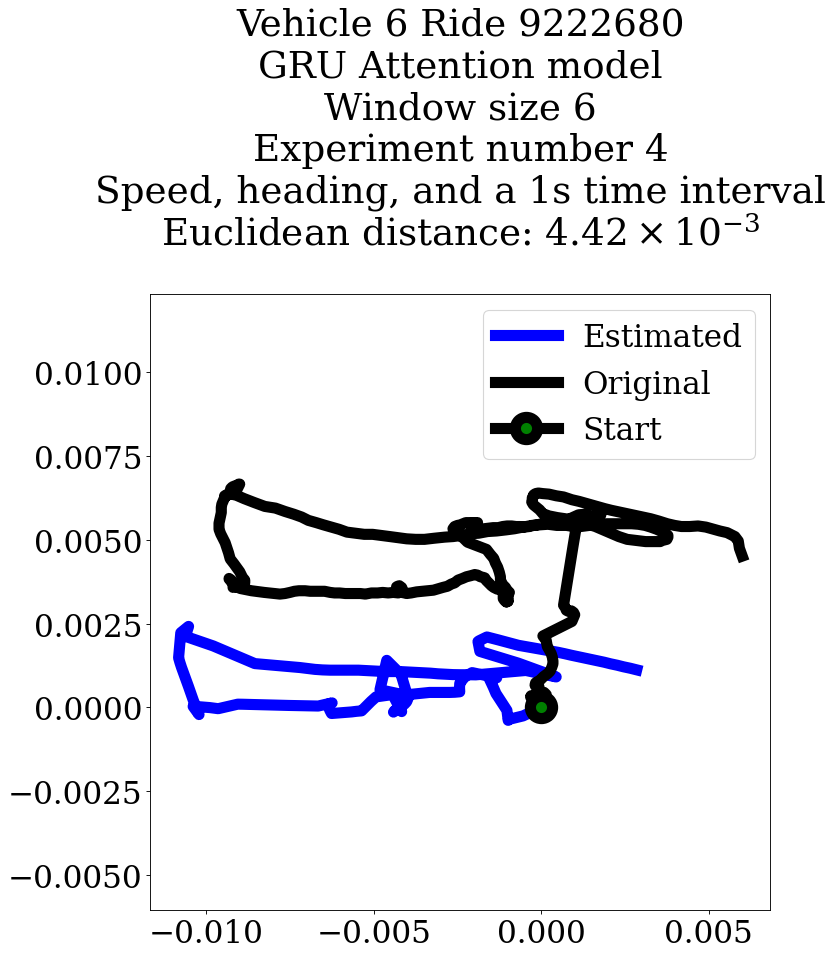 Vehicle 6 Ride 9222680
GRU Attention model
Window size 6
Experiment number 4
Speed, heading, and a 1s time interval
Euclidean distance: 4.42 × 10⁻³
Estimated
Original
Start
0.0100
0.0075
0.0050
0.0025
0.0000
−0.0025
−0.0050
−0.010 −0.005 0.000 0.005